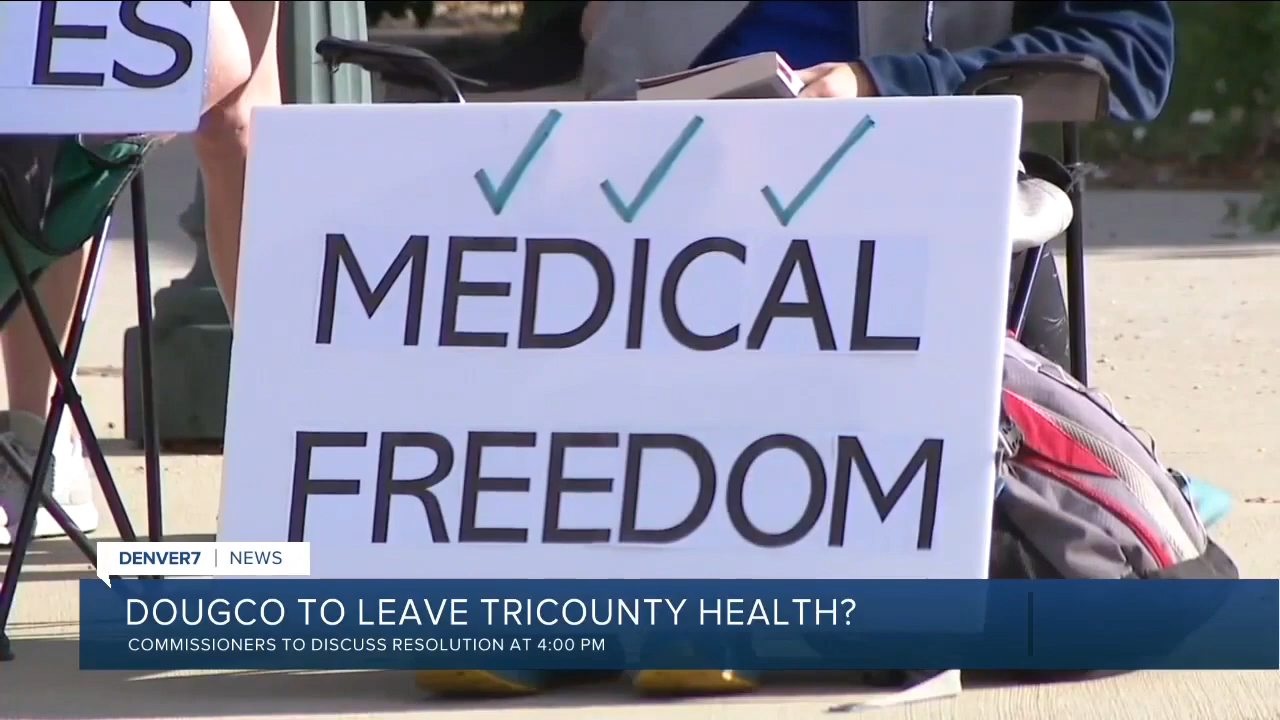 ES
MEDICAL
FREEDOM
DENVER7 | NEWS
DOUGCO TO LEAVE TRICOUNTY HEALTH?
COMMISSIONERS TO DISCUSS RESOLUTION AT 4:00 PM